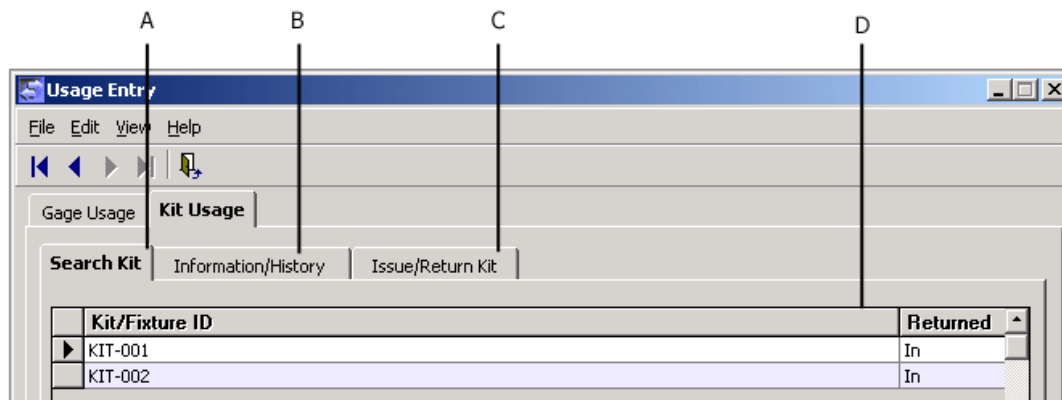 A B C D
Usage Entry
File Edit View Help
Gage Usage Kit Usage
Search Kit Information/History Issue/Return Kit
Kit/Fixture ID Returned
KIT-001 In
KIT-002 In